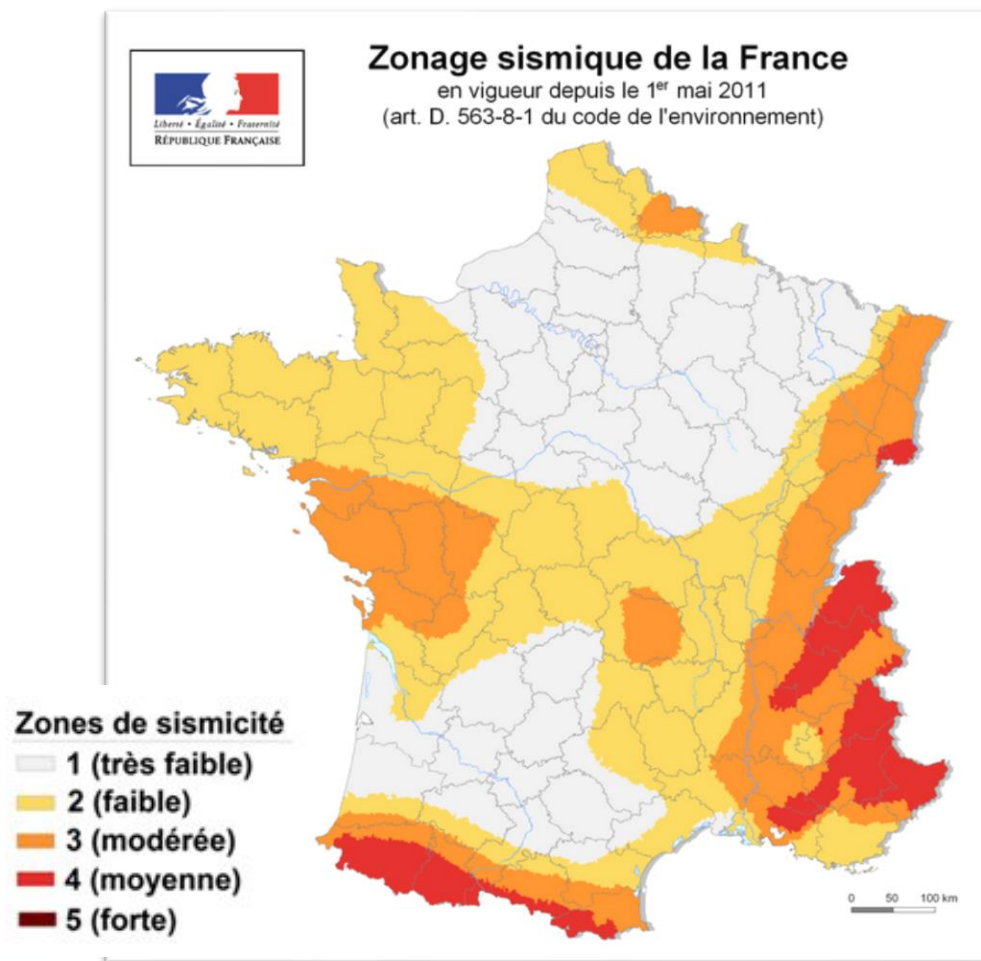 Zonage sismique de la France
en vigueur depuis le 1er mai 2011
(art. D. 563-8-1 du code de l'environnement)
Liberté • Égalité • Fraternité
RÉPUBLIQUE FRANÇAISE
Zones de sismicité
1 (très faible)
2 (faible)
3 (modérée)
4 (moyenne)
5 (forte)
0 50 100 km